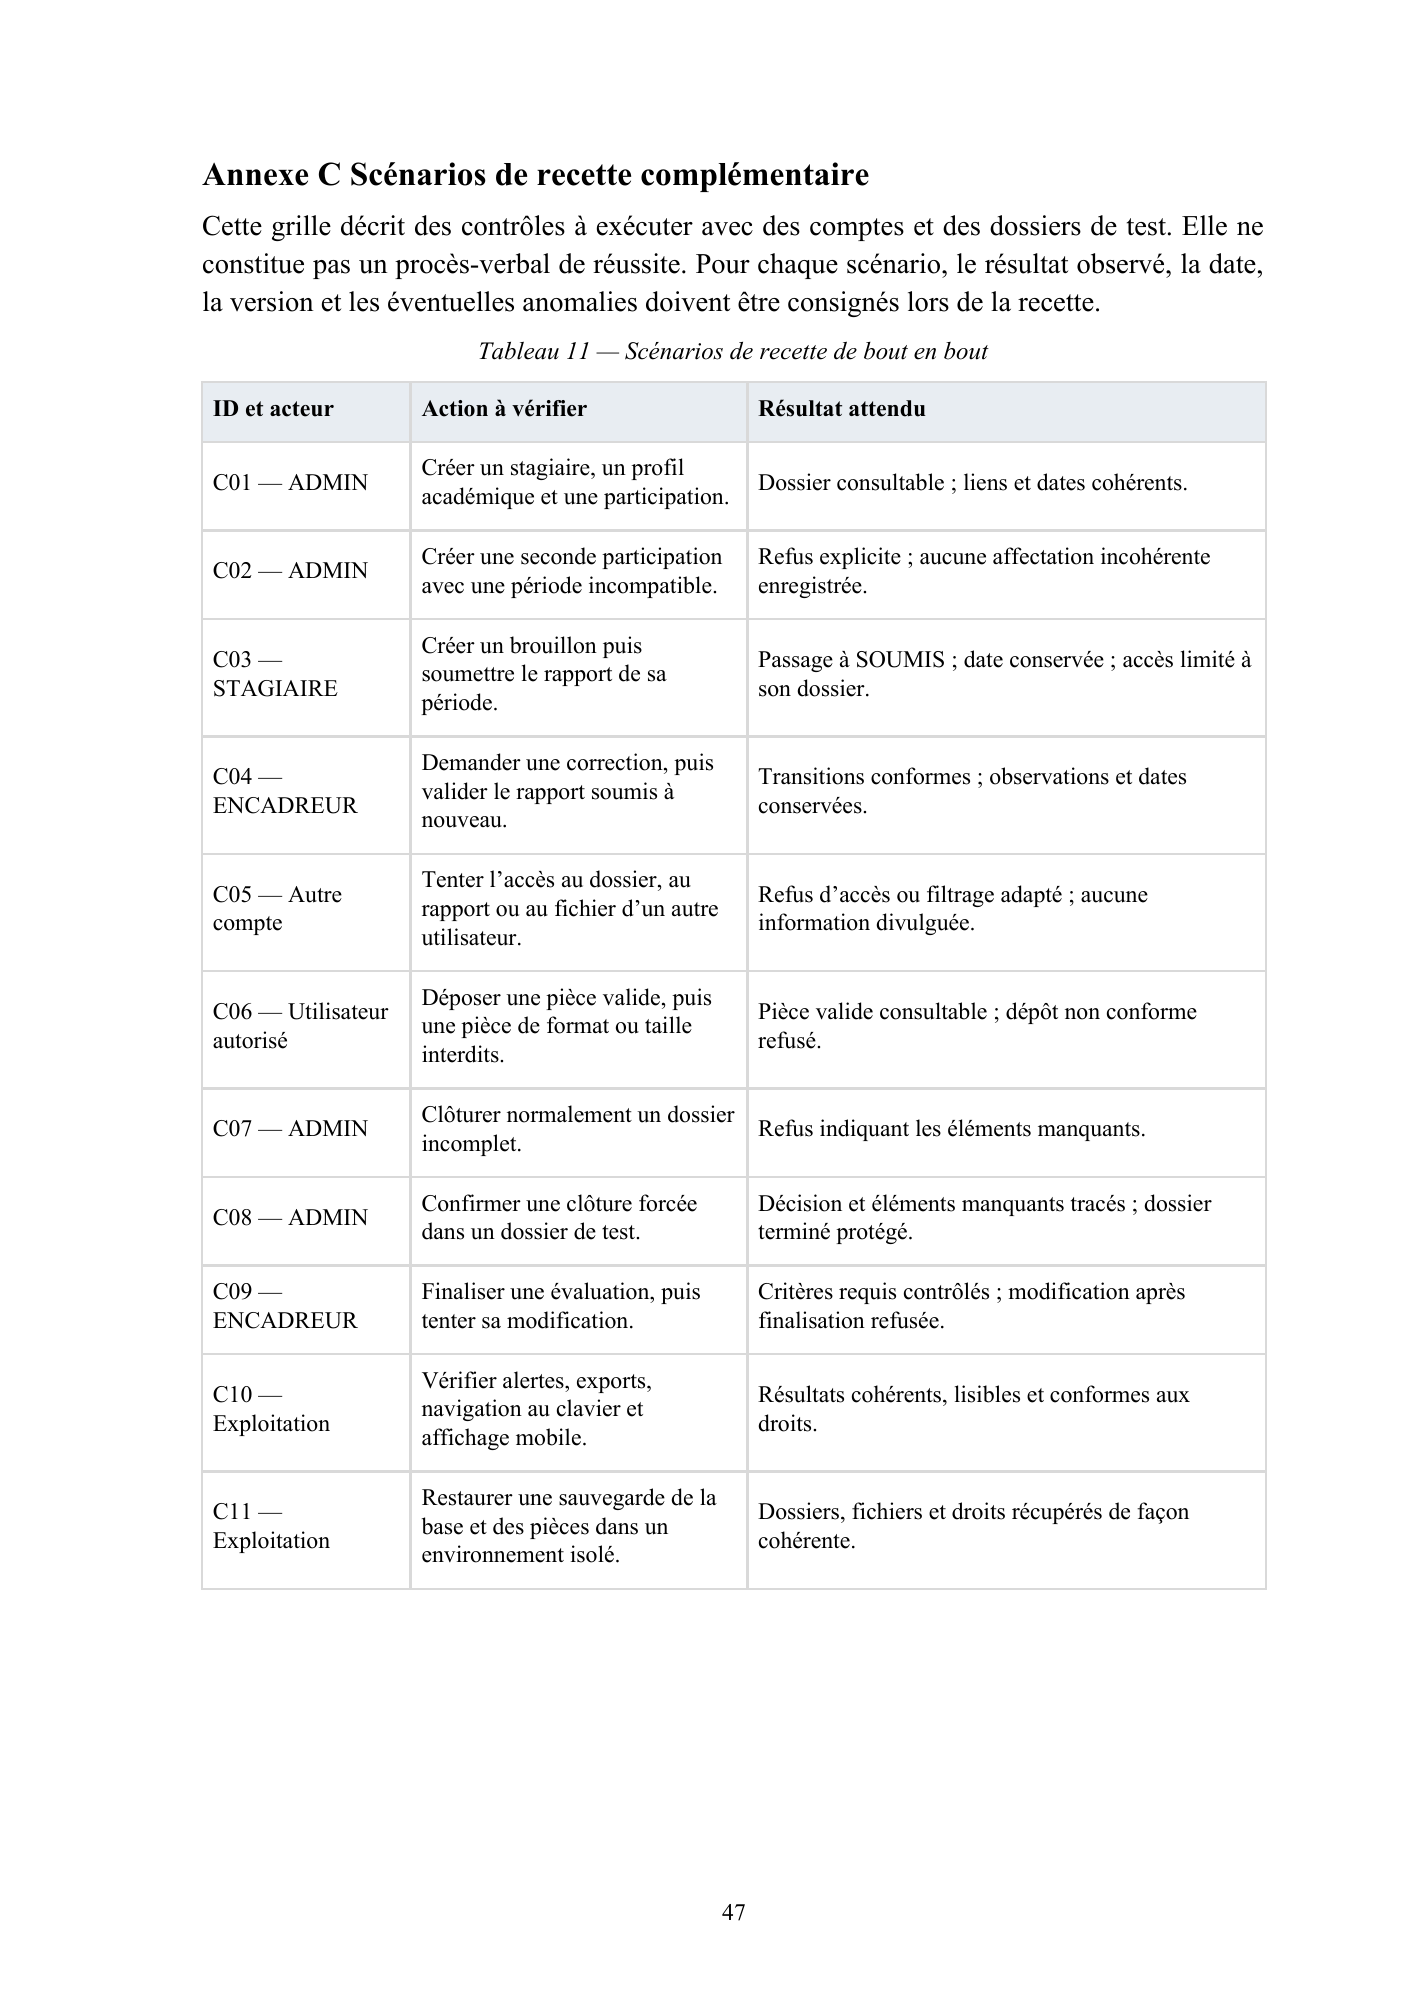 Annexe C Scénarios de recette complémentaire
Cette grille décrit des contrôles à exécuter avec des comptes et des dossiers de test. Elle ne
constitue pas un procès-verbal de réussite. Pour chaque scénario, le résultat observé, la date,
la version et les éventuelles anomalies doivent être consignés lors de la recette.
Tableau 11 — Scénarios de recette de bout en bout
ID et acteur
Action à vérifier
Résultat attendu
C01 — ADMIN
Créer un stagiaire, un profil
académique et une participation.
Dossier consultable ; liens et dates cohérents.
C02 — ADMIN
Créer une seconde participation
avec une période incompatible.
Refus explicite ; aucune affectation incohérente
enregistrée.
C03 —
STAGIAIRE
Créer un brouillon puis
soumettre le rapport de sa
période.
Passage à SOUMIS ; date conservée ; accès limité à
son dossier.
C04 —
ENCADREUR
Demander une correction, puis
valider le rapport soumis à
nouveau.
Transitions conformes ; observations et dates
conservées.
C05 — Autre
compte
Tenter l’accès au dossier, au
rapport ou au fichier d’un autre
utilisateur.
Refus d’accès ou filtrage adapté ; aucune
information divulguée.
C06 — Utilisateur
autorisé
Déposer une pièce valide, puis
une pièce de format ou taille
interdits.
Pièce valide consultable ; dépôt non conforme
refusé.
C07 — ADMIN
Clôturer normalement un dossier
incomplet.
Refus indiquant les éléments manquants.
C08 — ADMIN
Confirmer une clôture forcée
dans un dossier de test.
Décision et éléments manquants tracés ; dossier
terminé protégé.
C09 —
ENCADREUR
Finaliser une évaluation, puis
tenter sa modification.
Critères requis contrôlés ; modification après
finalisation refusée.
C10 —
Exploitation
Vérifier alertes, exports,
navigation au clavier et
affichage mobile.
Résultats cohérents, lisibles et conformes aux
droits.
C11 —
Exploitation
Restaurer une sauvegarde de la
base et des pièces dans un
environnement isolé.
Dossiers, fichiers et droits récupérés de façon
cohérente.
47